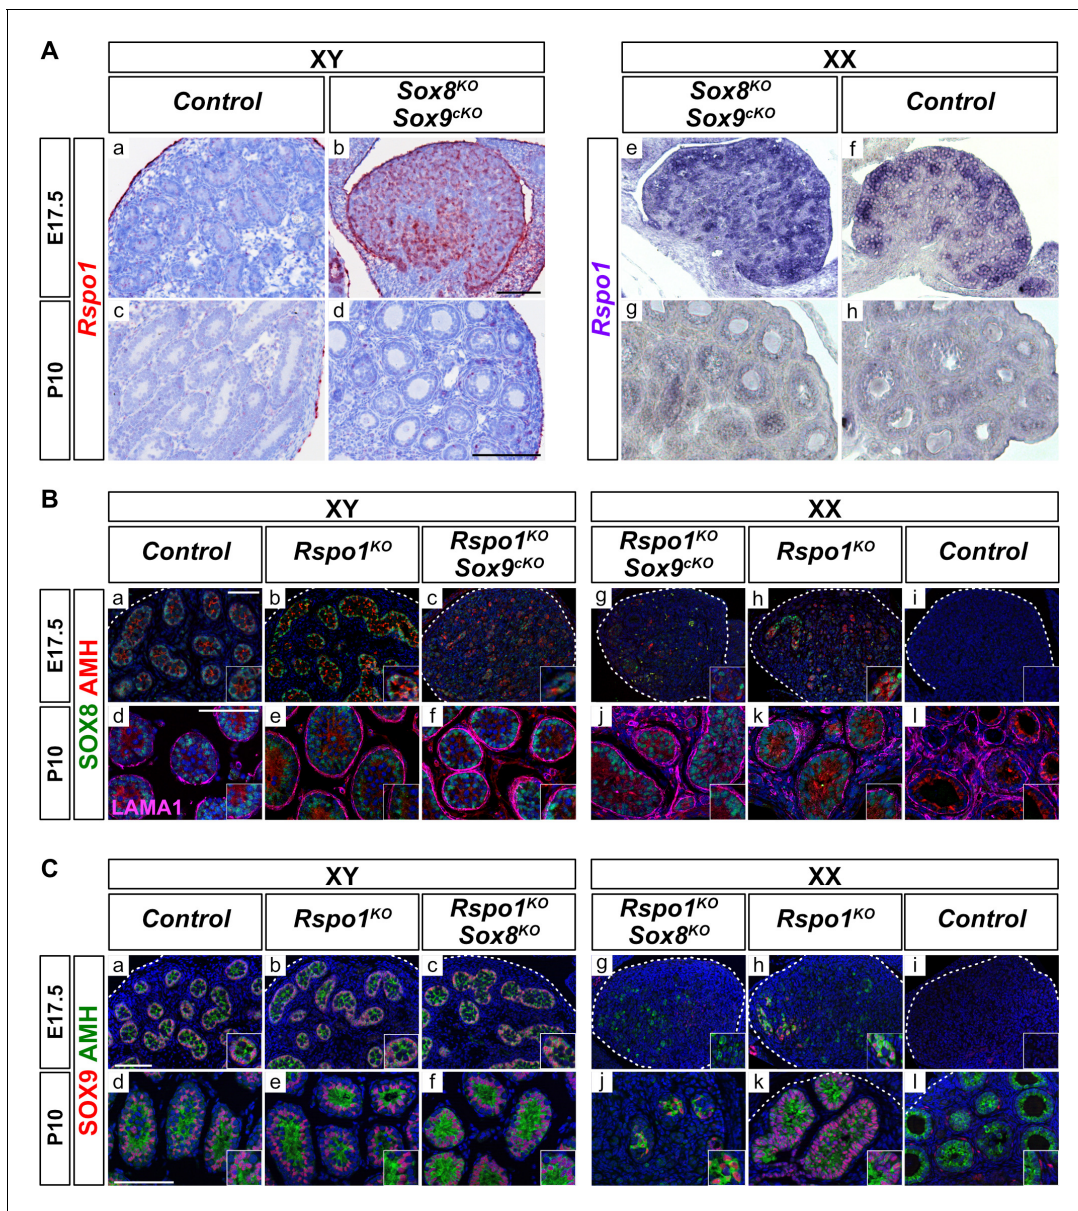 A
XY
XX
Control
Sox8KO
Sox9cKO
Sox8KO
Sox9cKO
Control
E17.5
P10
Rspo1
a
b
c
d
Rspo1
e
f
g
h
B
XY
XX
Control
Rspo1KO
Rspo1KO
Sox9cKO
Rspo1KO
Sox9cKO
Rspo1KO
Control
E17.5
P10
SOX8 AMH
a
b
c
g
h
i
d
e
f
j
k
l
LAMA1
C
XY
XX
Control
Rspo1KO
Rspo1KO
Sox8KO
Rspo1KO
Sox8KO
Rspo1KO
Control
E17.5
P10
SOX9 AMH
a
b
c
g
h
i
d
e
f
j
k
l